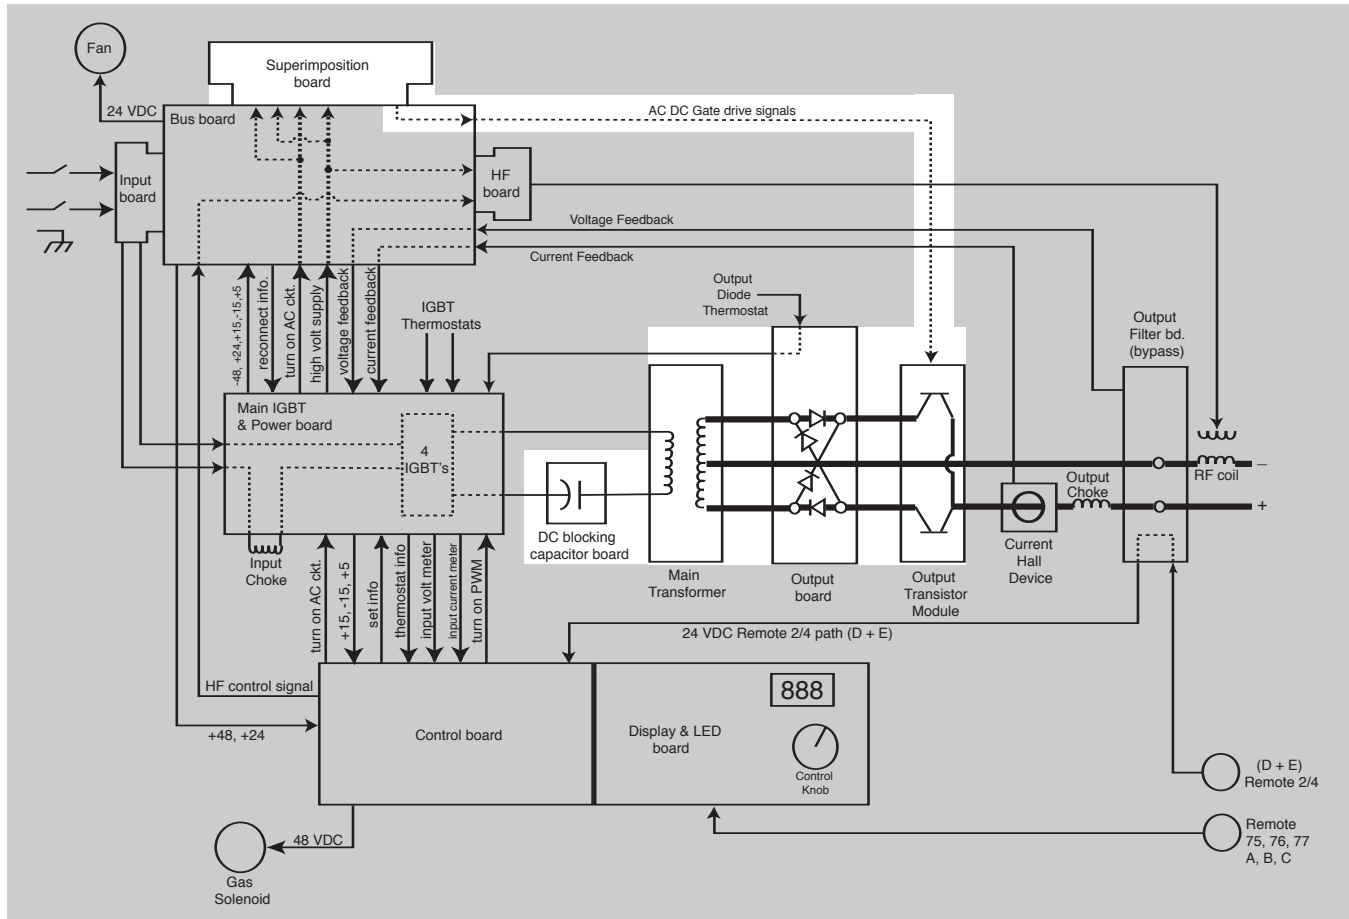 Fan
Superimposition
board
24 VDC
Bus board
AC DC Gate drive signals
Input
board
HF
board
Voltage Feedback
Current Feedback
-48, +24,+15,-15,+5
reconnect info.
turn on AC ckt.
high volt supply
voltage feedback
current feedback
IGBT
Thermostats
Output
Diode
Thermostat
Output
Filter bd.
(bypass)
Main IGBT
& Power board
4
IGBT's
–
RF coil
Output
Choke
+
DC blocking
capacitor board
Input
Choke
Main
Transformer
Output
board
Output
Transistor
Module
Current
Hall
Device
turn on AC ckt.
+15, -15, +5
set info
thermostat info
input volt meter
input current meter
turn on PWM
24 VDC Remote 2/4 path (D + E)
HF control signal
+48, +24
Control board
Display & LED
board
888
Control
Knob
(D + E)
Remote 2/4
Remote
75, 76, 77
A, B, C
48 VDC
Gas
Solenoid